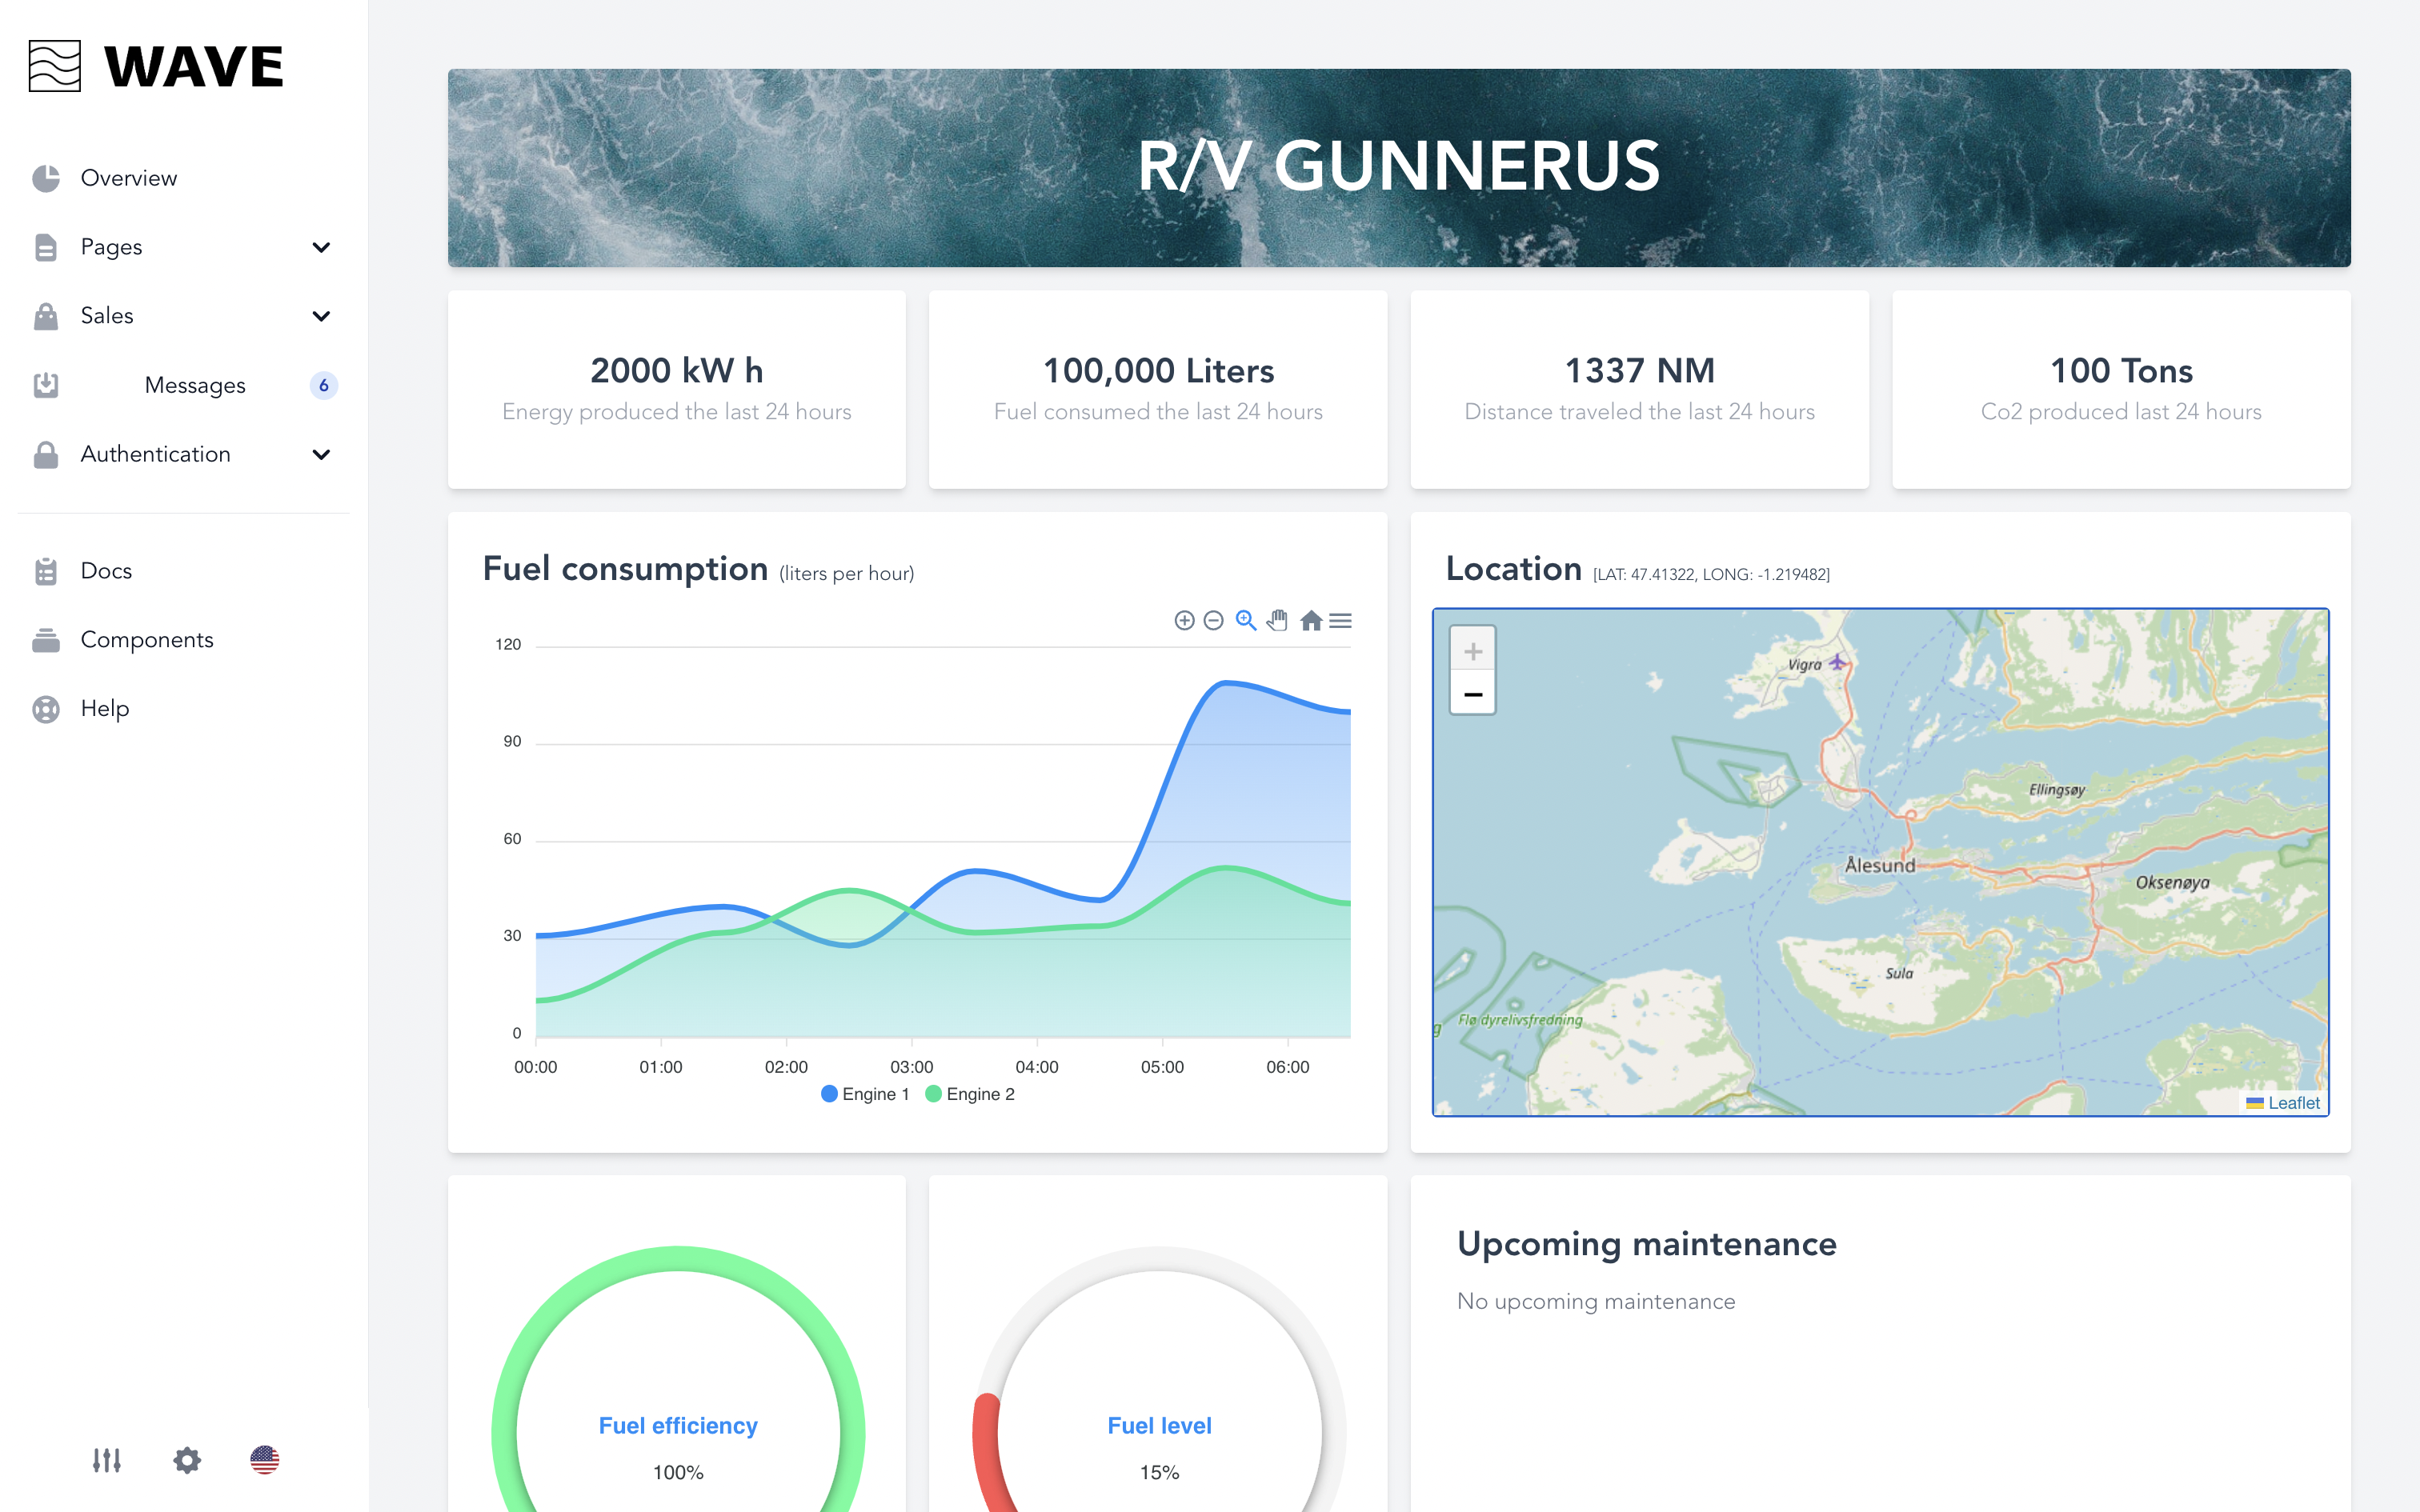 WAVE
Overview
Pages
Sales
Messages 6
Authentication
Docs
Components
Help
R/V GUNNERUS
2000 kW h
Energy produced the last 24 hours
100,000 Liters
Fuel consumed the last 24 hours
1337 NM
Distance traveled the last 24 hours
100 Tons
Co2 produced last 24 hours
Fuel consumption (liters per hour)
120
90
60
30
0
00:00 01:00 02:00 03:00 04:00 05:00 06:00
Engine 1 Engine 2
Location [LAT: 47.41322, LONG: -1.219482]
+
−
Vigra
Ellingsøy
Ålesund
Oksenøya
Sula
Flø dyrelivsfredning
Leaflet
Fuel efficiency
100%
Fuel level
15%
Upcoming maintenance
No upcoming maintenance